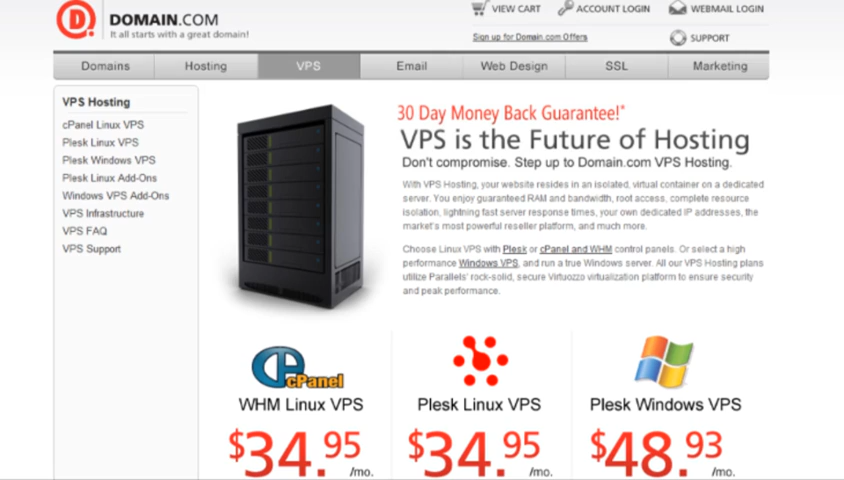 DOMAIN.COM
It all starts with a great domain!
VIEW CART
ACCOUNT LOGIN
WEBMAIL LOGIN
Sign up for Domain.com Offers
SUPPORT
Domains
Hosting
VPS
Email
Web Design
SSL
Marketing
VPS Hosting
cPanel Linux VPS
Plesk Linux VPS
Plesk Windows VPS
Plesk Linux Add-Ons
Windows VPS Add-Ons
VPS Infrastructure
VPS FAQ
VPS Support
30 Day Money Back Guarantee!*
VPS is the Future of Hosting
Don't compromise. Step up to Domain.com VPS Hosting.
With VPS Hosting, your website resides in an isolated, virtual container on a dedicated
server. You enjoy guaranteed RAM and bandwidth, root access, complete resource
isolation, lightning fast server response times, your own dedicated IP addresses, the
market's most powerful reseller platform, and much more.
Choose Linux VPS with Plesk or cPanel and WHM control panels. Or select a high
performance Windows VPS, and run a true Windows server. All our VPS Hosting plans
utilize Parallels' rock-solid, secure Virtuozzo virtualization platform to ensure security
and peak performance.
cPanel
WHM Linux VPS
$34.95 /mo.
Plesk Linux VPS
$34.95 /mo.
Plesk Windows VPS
$48.93 /mo.